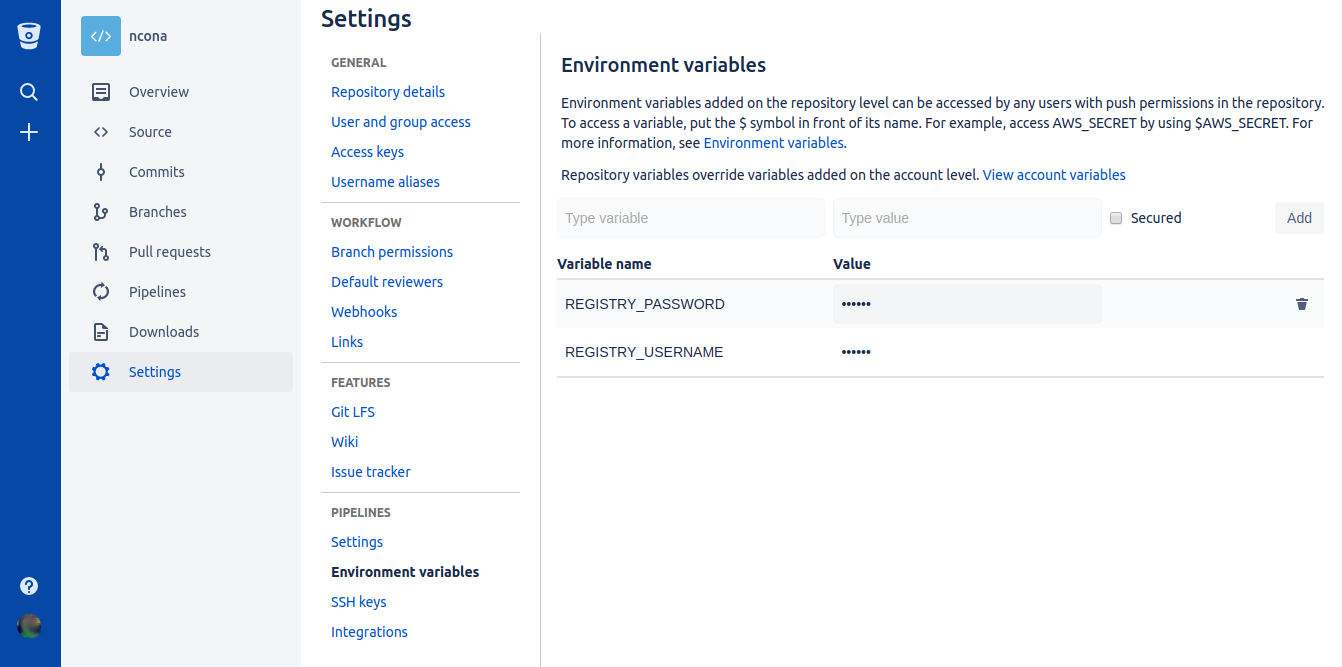 </> ncona
Overview
Source
Commits
Branches
Pull requests
Pipelines
Downloads
Settings
Settings
GENERAL
Repository details
User and group access
Access keys
Username aliases
WORKFLOW
Branch permissions
Default reviewers
Webhooks
Links
FEATURES
Git LFS
Wiki
Issue tracker
PIPELINES
Settings
Environment variables
SSH keys
Integrations
Environment variables
Environment variables added on the repository level can be accessed by any users with push permissions in the repository.
To access a variable, put the $ symbol in front of its name. For example, access AWS_SECRET by using $AWS_SECRET. For
more information, see Environment variables.
Repository variables override variables added on the account level. View account variables
Type variable Type value Secured Add
Variable name Value
REGISTRY_PASSWORD ••••••
REGISTRY_USERNAME ••••••
?